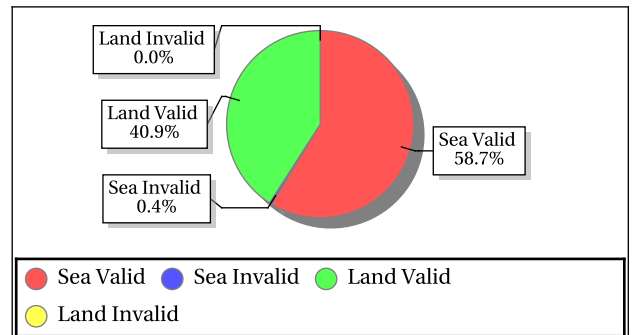 Land Invalid
0.0%
Land Valid
40.9%
Sea Valid
58.7%
Sea Invalid
0.4%
Sea Valid Sea Invalid Land Valid
Land Invalid